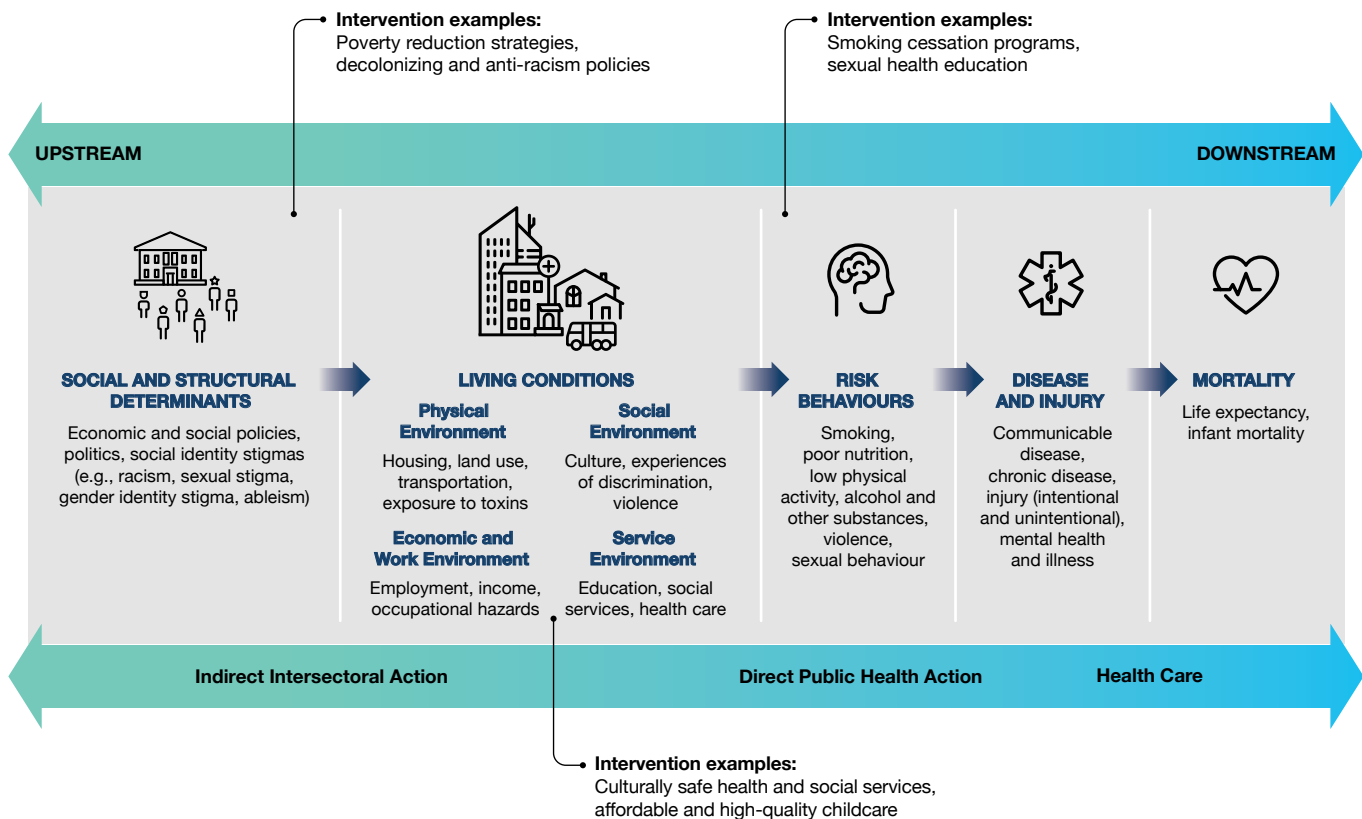 Intervention examples:
Poverty reduction strategies,
decolonizing and anti-racism policies
Intervention examples:
Smoking cessation programs,
sexual health education
UPSTREAM
DOWNSTREAM
SOCIAL AND STRUCTURAL
DETERMINANTS
Economic and social policies,
politics, social identity stigmas
(e.g., racism, sexual stigma,
gender identity stigma, ableism)
LIVING CONDITIONS
Physical
Environment
Housing, land use,
transportation,
exposure to toxins
Social
Environment
Culture, experiences
of discrimination,
violence
Economic and
Work Environment
Employment, income,
occupational hazards
Service
Environment
Education, social
services, health care
RISK
BEHAVIOURS
Smoking,
poor nutrition,
low physical
activity, alcohol and
other substances,
violence,
sexual behaviour
DISEASE
AND INJURY
Communicable
disease,
chronic disease,
injury (intentional
and unintentional),
mental health
and illness
MORTALITY
Life expectancy,
infant mortality
Indirect Intersectoral Action
Direct Public Health Action
Health Care
Intervention examples:
Culturally safe health and social services,
affordable and high-quality childcare